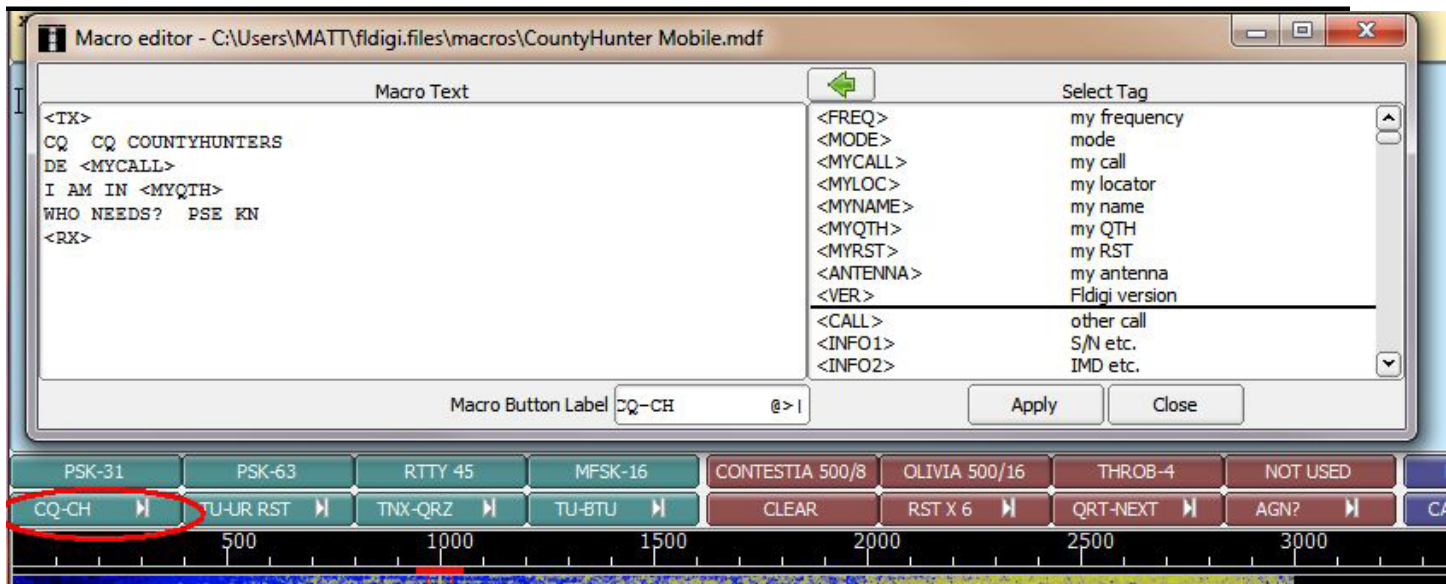 Macro editor - C:\Users\MATT\fldigi.files\macros\CountyHunter Mobile.mdf
Macro Text
Select Tag
<TX>
CQ  CQ COUNTYHUNTERS
DE <MYCALL>
I AM IN <MYQTH>
WHO NEEDS?  PSE KN
<RX>
<FREQ> my frequency
<MODE> mode
<MYCALL> my call
<MYLOC> my locator
<MYNAME> my name
<MYQTH> my QTH
<MYRST> my RST
<ANTENNA> my antenna
<VER> Fldigi version
<CALL> other call
<INFO1> S/N etc.
<INFO2> IMD etc.
Macro Button Label CQ-CH @>| Apply Close
PSK-31 PSK-63 RTTY 45 MFSK-16 CONTESTIA 500/8 OLIVIA 500/16 THROB-4 NOT USED
CQ-CH TU-UR RST TNX-QRZ TU-BTU CLEAR RST X 6 QRT-NEXT AGN? CA
500 1000 1500 2000 2500 3000